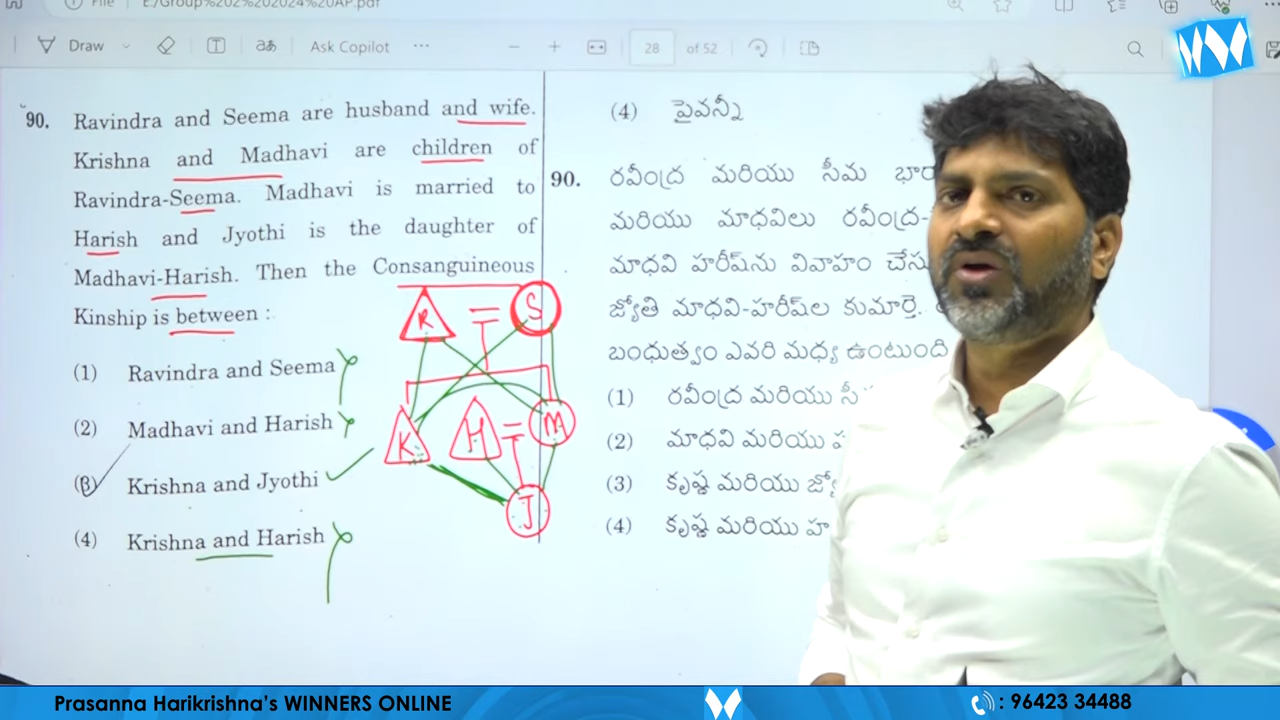 File
E:/Group%202%202024%20AP.pdf
Draw
Ask Copilot
28 of 52
90. Ravindra and Seema are husband and wife.
Krishna and Madhavi are children of
Ravindra-Seema. Madhavi is married to
Harish and Jyothi is the daughter of
Madhavi-Harish. Then the Consanguineous
Kinship is between :
(1) Ravindra and Seema
(2) Madhavi and Harish
(3) Krishna and Jyothi
(4) Krishna and Harish
R = S
K H = M
J
(4) పైవన్నీ
90. రవీంద్ర మరియు సీమ
మరియు మాధవిలు రవీంద్ర-
మాధవి హరీష్‌ను వివాహం
జ్యోతి మాధవి-హరీష్‌ల కుమార్తె.
బంధుత్వం ఎవరి మధ్య ఉంటుంది
(1) రవీంద్ర మరియు
(2) మాధవి మరియు
(3) కృష్ణ మరియు
(4) కృష్ణ మరియు
Prasanna Harikrishna's WINNERS ONLINE
: 96423 34488